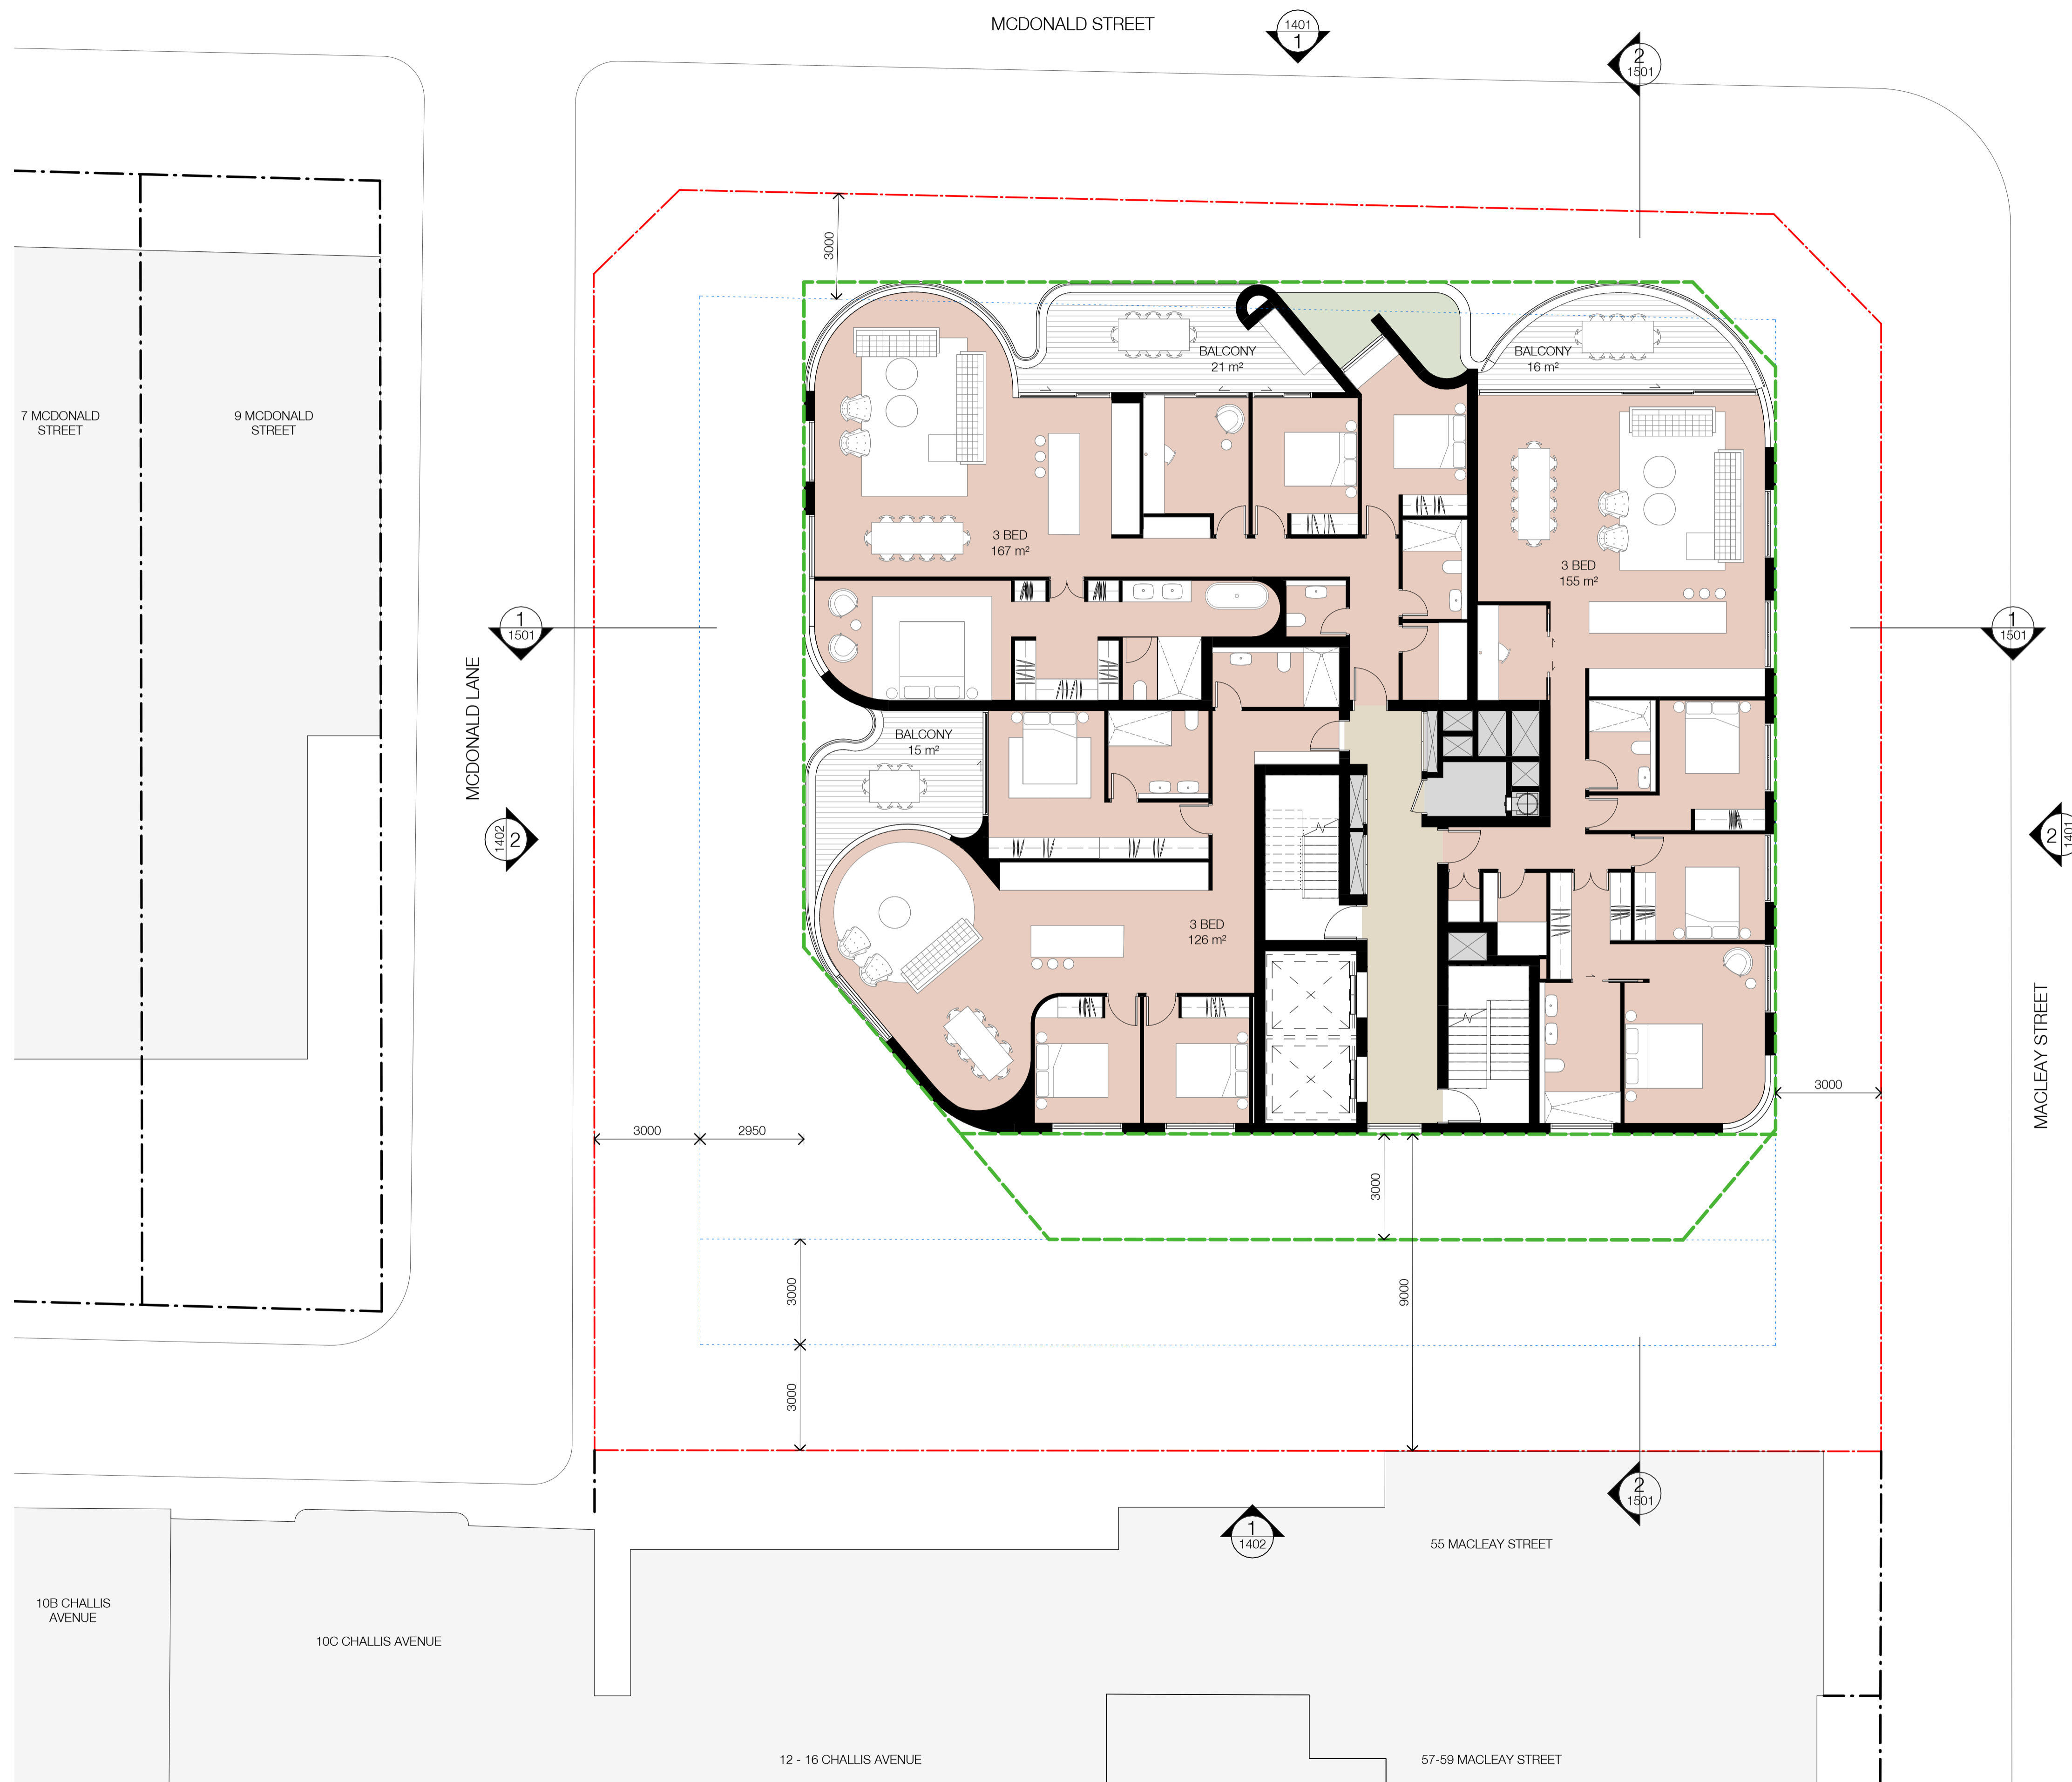 MCDONALD STREET
1401
1
2
1501
3000
7 MCDONALD
STREET
9 MCDONALD
STREET
BALCONY
21 m²
BALCONY
16 m²
3 BED
167 m²
3 BED
155 m²
1
1501
1
1501
MCDONALD LANE
BALCONY
15 m²
1402
2
2
1401
3 BED
126 m²
MACLEAY STREET
3000
3000
2950
3000
3000
9000
3000
2
1501
1
1402
55 MACLEAY STREET
10B CHALLIS
AVENUE
10C CHALLIS AVENUE
12 - 16 CHALLIS AVENUE
57-59 MACLEAY STREET